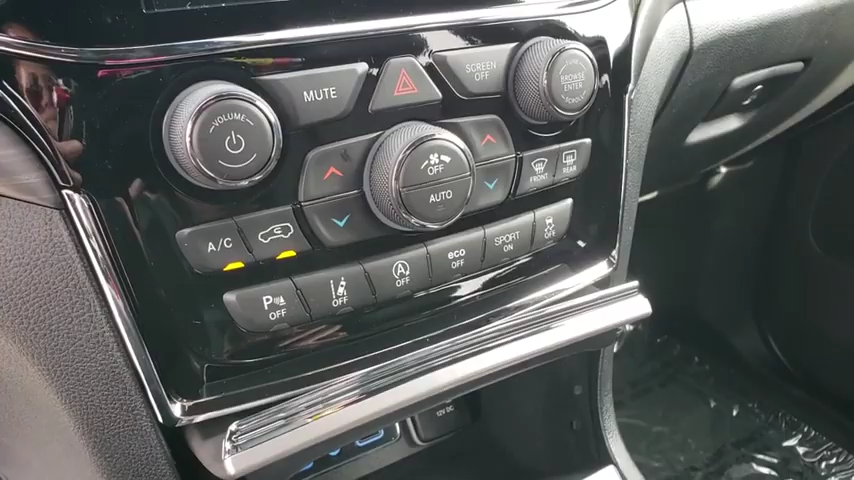 VOLUME
MUTE
SCREEN
OFF
TUNE
BROWSE
ENTER
SCROLL
OFF
AUTO
FRONT
REAR
A/C
P OFF
OFF
A OFF
eco
OFF
SPORT
ON
OFF
12V DC